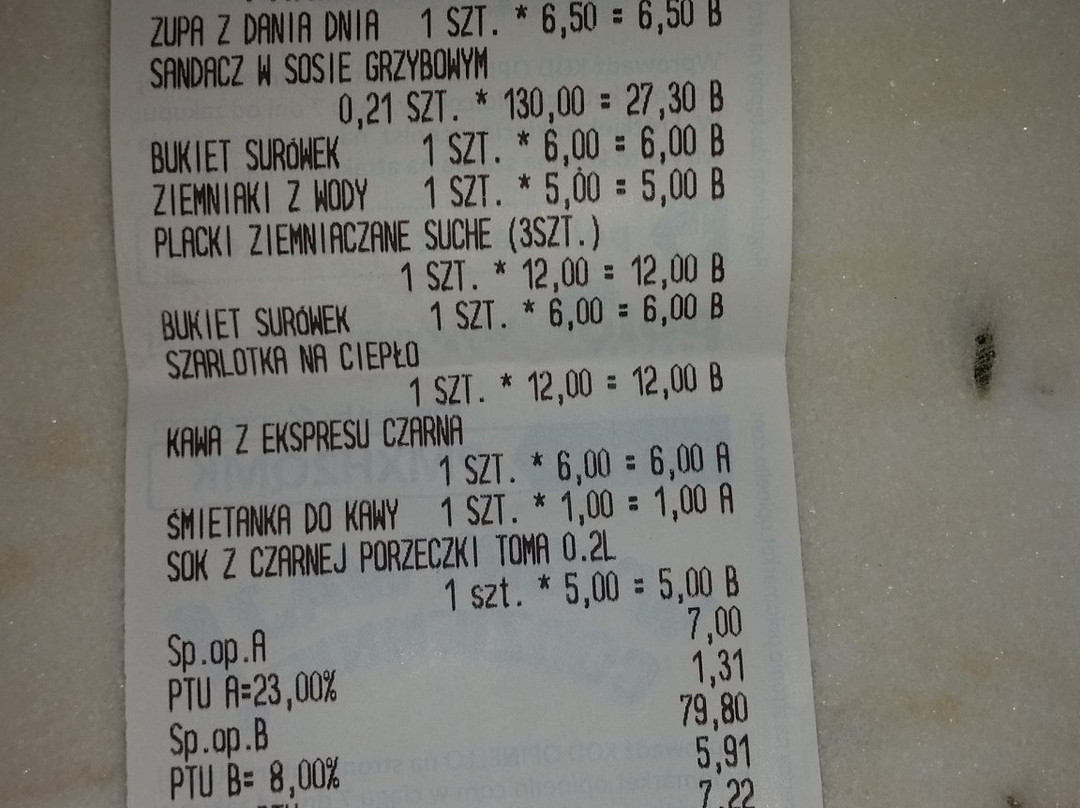 ZUPA Z DANIA DNIA 1 SZT. * 6,50 = 6,50 B
SANDACZ W SOSIE GRZYBOWYM
0,21 SZT. * 130,00 = 27,30 B
BUKIET SURÓWEK 1 SZT. * 6,00 = 6,00 B
ZIEMNIAKI Z WODY 1 SZT. * 5,00 = 5,00 B
PLACKI ZIEMNIACZANE SUCHE (3SZT.)
1 SZT. * 12,00 = 12,00 B
BUKIET SURÓWEK 1 SZT. * 6,00 = 6,00 B
SZARLOTKA NA CIEPŁO
1 SZT. * 12,00 = 12,00 B
KAWA Z EKSPRESU CZARNA
1 SZT. * 6,00 = 6,00 A
ŚMIETANKA DO KAWY 1 SZT. * 1,00 = 1,00 A
SOK Z CZARNEJ PORZECZKI TOMA 0.2L
1 szt. * 5,00 = 5,00 B
Sp.op.A 7,00
PTU A=23,00% 1,31
Sp.op.B 79,80
PTU B= 8,00% 5,91
7,22